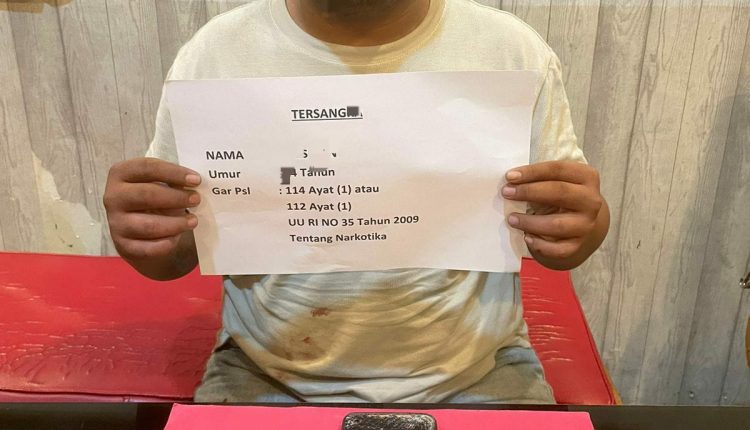 NAMA
Umur Tahun
Gar Psl : 114 Ayat (1) atau
112 Ayat (1)
UU RI NO 35 Tahun 2009
Tentang Narkotika